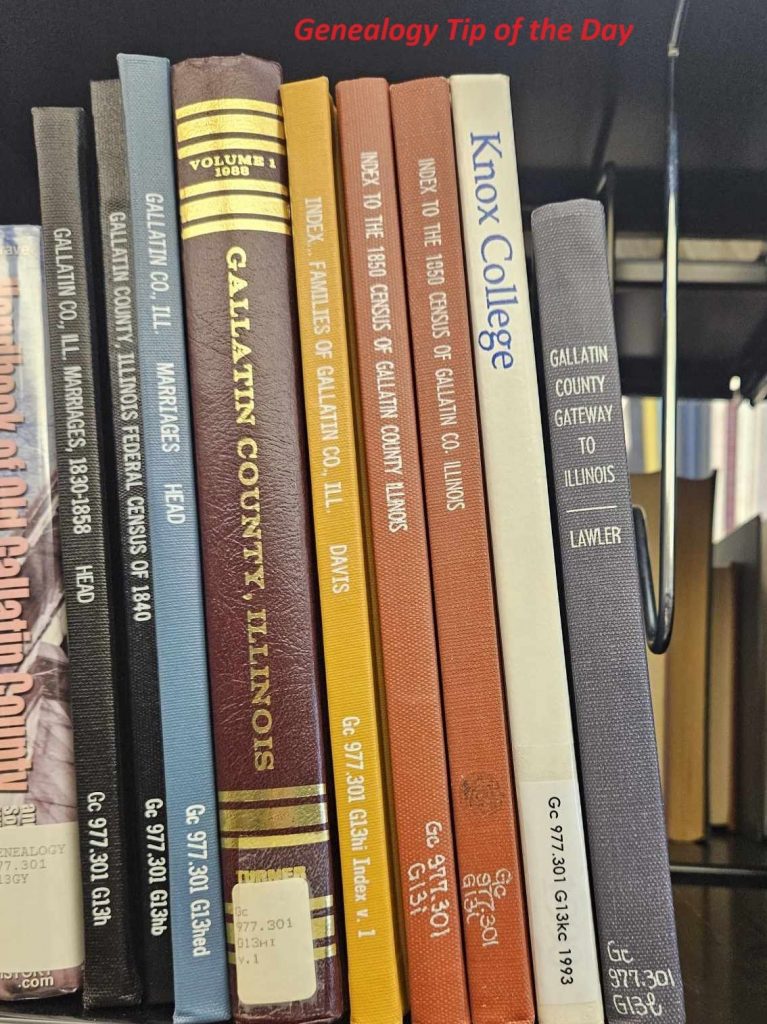 Genealogy Tip of the Day
Handbook of Old Gallatin County
GENEALOGY
77.301
13GY
.com
GALLATIN CO., ILL. MARRIAGES, 1830-1858 HEAD
Gc 977.301 G13h
GALLATIN COUNTY, ILLINOIS FEDERAL CENSUS OF 1840
Gc 977.301 G13hb
GALLATIN CO., ILL. MARRIAGES HEAD
Gc 977.301 G13hed
VOLUME 1
1988
GALLATIN COUNTY, ILLINOIS
TURNER
Gc
977.301
G13HI
v.1
INDEX... FAMILIES OF GALLATIN CO., ILL. DAVIS
Gc 977.301 G13hi Index v. 1
INDEX TO THE 1850 CENSUS OF GALLATIN COUNTY ILLINOIS
Gc 977.301
G13i
INDEX TO THE 1850 CENSUS OF GALLATIN CO. ILLINOIS
Gc
977.301
G13i
Knox College
Gc 977.301 G13kc 1993
GALLATIN
COUNTY
GATEWAY
TO
ILLINOIS
LAWLER
Gc
977.301
G13l